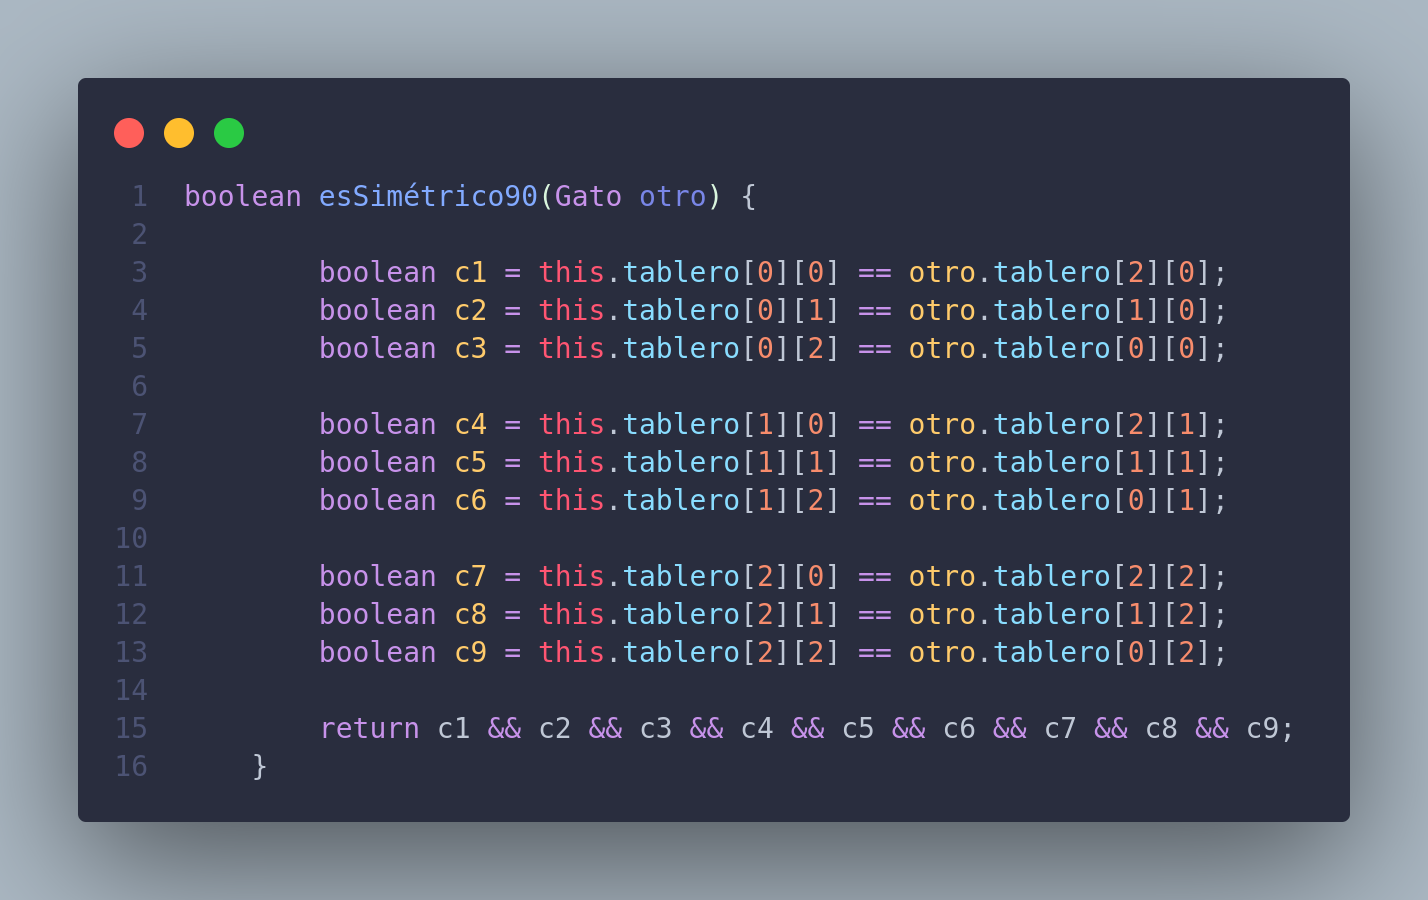 1 boolean esSimétrico90(Gato otro) {
2
3 boolean c1 = this.tablero[0][0] == otro.tablero[2][0];
4 boolean c2 = this.tablero[0][1] == otro.tablero[1][0];
5 boolean c3 = this.tablero[0][2] == otro.tablero[0][0];
6
7 boolean c4 = this.tablero[1][0] == otro.tablero[2][1];
8 boolean c5 = this.tablero[1][1] == otro.tablero[1][1];
9 boolean c6 = this.tablero[1][2] == otro.tablero[0][1];
10
11 boolean c7 = this.tablero[2][0] == otro.tablero[2][2];
12 boolean c8 = this.tablero[2][1] == otro.tablero[1][2];
13 boolean c9 = this.tablero[2][2] == otro.tablero[0][2];
14
15 return c1 && c2 && c3 && c4 && c5 && c6 && c7 && c8 && c9;
16 }